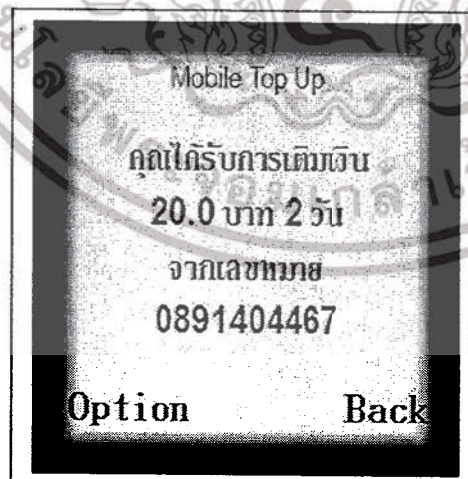 Mobile Top Up
คุณได้รับการเติมเงิน
20.0 บาท 2 วัน
จากเลขหมาย
0891404467
Option Back